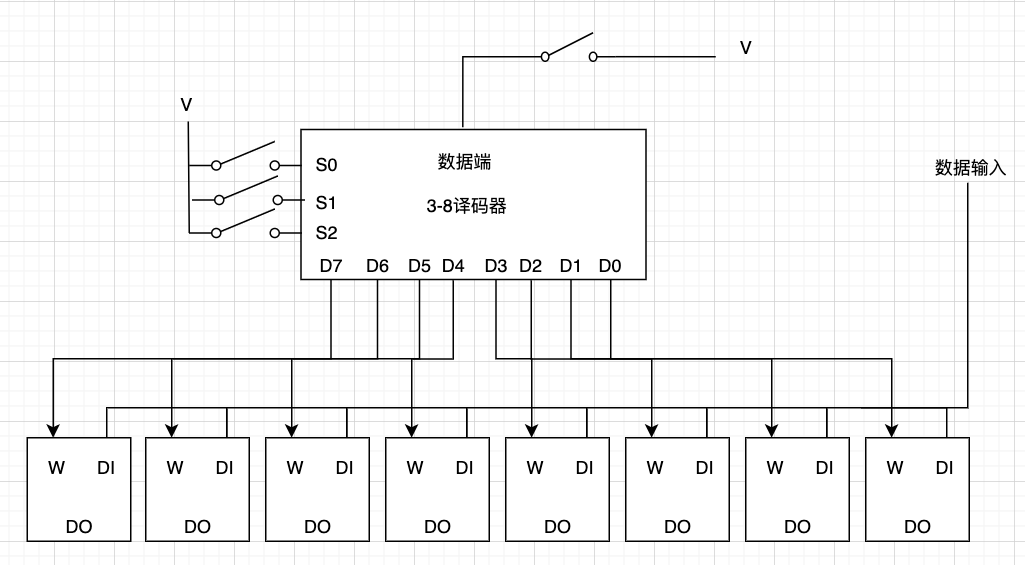 V
V
数据端
S0
数据输入
3-8译码器
S1
S2
D7 D6 D5 D4 D3 D2 D1 D0
W DI W DI W DI W DI W DI W DI W DI W DI
DO DO DO DO DO DO DO DO